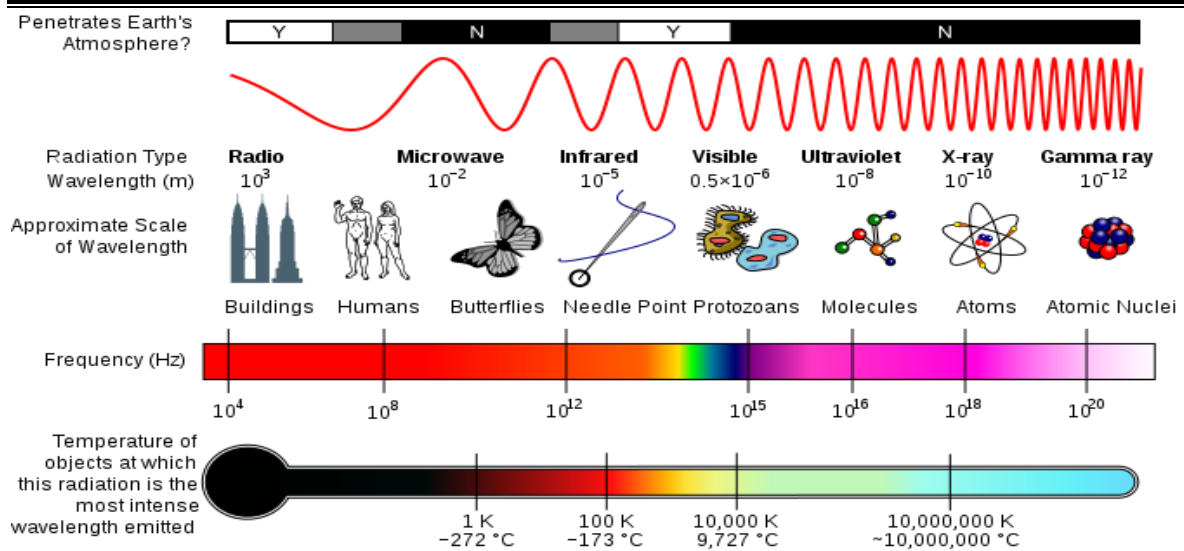 Penetrates Earth's
Atmosphere?
Y N Y N
Radiation Type
Radio Microwave Infrared Visible Ultraviolet X-ray Gamma ray
Wavelength (m)
10³ 10⁻² 10⁻⁵ 0.5×10⁻⁶ 10⁻⁸ 10⁻¹⁰ 10⁻¹²
Approximate Scale
of Wavelength
Buildings Humans Butterflies Needle Point Protozoans Molecules Atoms Atomic Nuclei
Frequency (Hz)
10⁴ 10⁸ 10¹² 10¹⁵ 10¹⁶ 10¹⁸ 10²⁰
Temperature of
objects at which
this radiation is the
most intense
wavelength emitted
1 K 100 K 10,000 K 10,000,000 K
−272 °C −173 °C 9,727 °C ~10,000,000 °C